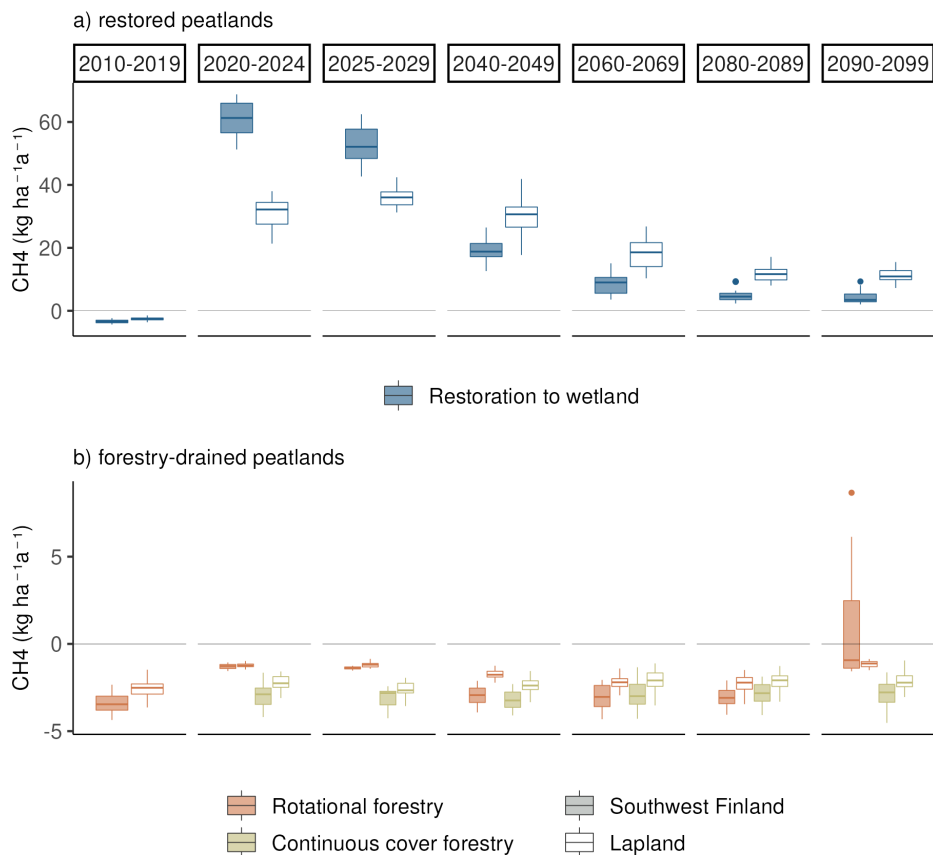 a) restored peatlands
2010-2019 2020-2024 2025-2029 2040-2049 2060-2069 2080-2089 2090-2099
CH4 (kg ha⁻¹a⁻¹)
60
40
20
0
Restoration to wetland
b) forestry-drained peatlands
CH4 (kg ha⁻¹a⁻¹)
5
0
-5
Rotational forestry Southwest Finland
Continuous cover forestry Lapland